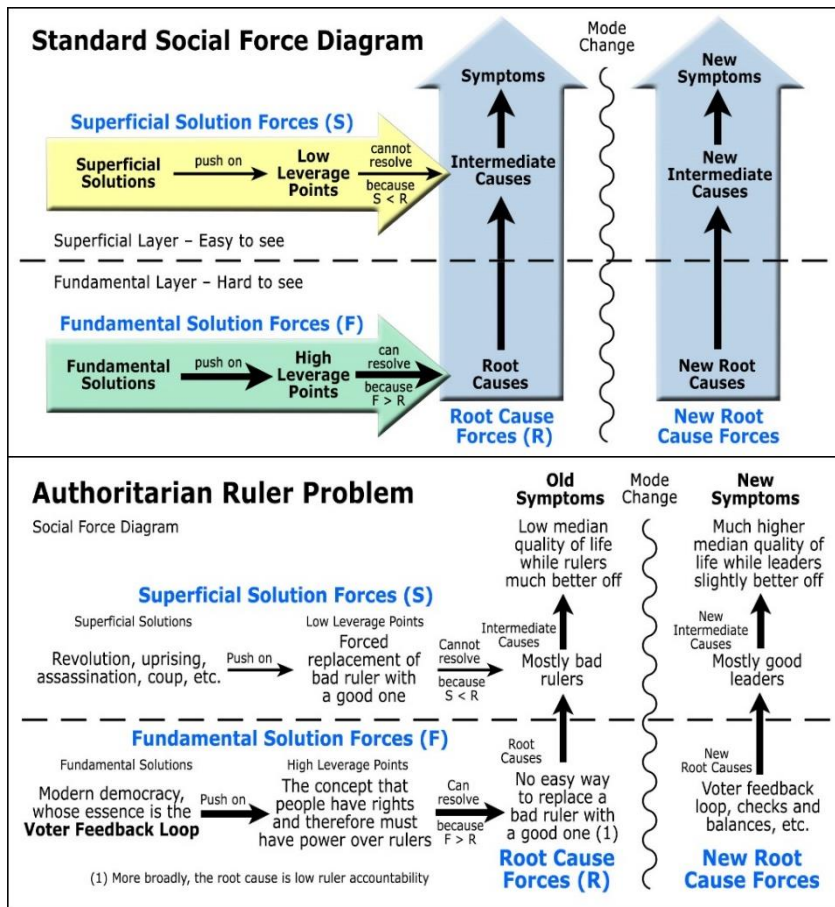 Standard Social Force Diagram
Mode
Change
Symptoms
New
Symptoms
Superficial Solution Forces (S)
Superficial
Solutions
push on
Low
Leverage
Points
cannot
resolve
because
S < R
Intermediate
Causes
New
Intermediate
Causes
Superficial Layer – Easy to see
Fundamental Layer – Hard to see
Fundamental Solution Forces (F)
Fundamental
Solutions
push on
High
Leverage
Points
can
resolve
because
F > R
Root
Causes
New Root
Causes
Root Cause
Forces (R)
New Root
Cause Forces
Authoritarian Ruler Problem
Social Force Diagram
Old
Symptoms
Mode
Change
New
Symptoms
Low median
quality of life
while rulers
much better off
Much higher
median quality of
life while leaders
slightly better off
Superficial Solution Forces (S)
Superficial Solutions
Revolution, uprising,
assassination, coup, etc.
Push on
Low Leverage Points
Forced
replacement of
bad ruler with
a good one
Cannot
resolve
because
S < R
Intermediate
Causes
Mostly bad
rulers
New
Intermediate
Causes
Mostly good
leaders
Fundamental Solution Forces (F)
Fundamental Solutions
Modern democracy,
whose essence is the
Voter Feedback Loop
Push on
High Leverage Points
The concept that
people have rights
and therefore must
have power over rulers
Can
resolve
because
F > R
Root
Causes
No easy way
to replace a
bad ruler with
a good one (1)
New
Root Causes
Voter feedback
loop, checks and
balances, etc.
Root Cause
Forces (R)
New Root
Cause Forces
(1) More broadly, the root cause is low ruler accountability